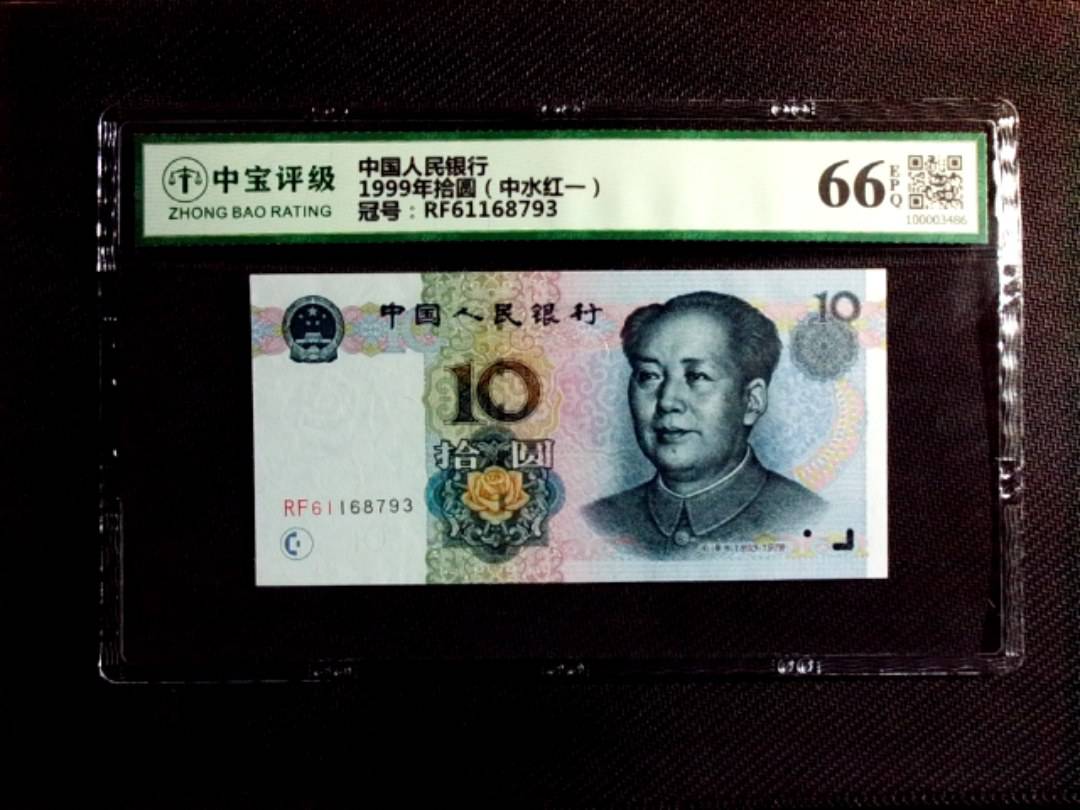 中宝评级
ZHONG BAO RATING
中国人民银行
1999年拾圆(中水红一)
冠号:RF61168793
66
EPQ
100003486
中国人民银行
10
10
拾圆
RF61168793